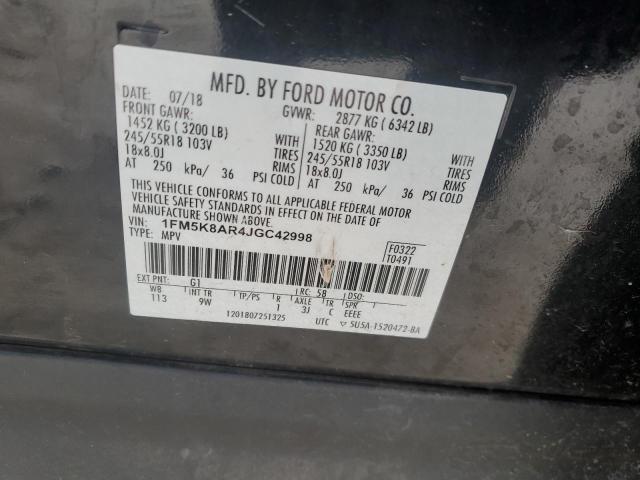 MFD. BY FORD MOTOR CO.
DATE: 07/18 GVWR: 2877 KG ( 6342 LB)
FRONT GAWR: REAR GAWR:
1452 KG ( 3200 LB) 1520 KG ( 3350 LB)
245/55R18 103V WITH TIRES 245/55R18 103V WITH TIRES
18x8.0J RIMS 18x8.0J RIMS
AT 250 kPa/ 36 PSI COLD AT 250 kPa/ 36 PSI COLD
THIS VEHICLE CONFORMS TO ALL APPLICABLE FEDERAL MOTOR
VEHICLE SAFETY STANDARDS IN EFFECT ON THE DATE OF
MANUFACTURE SHOWN ABOVE.
VIN: 1FM5K8AR4JGC42998
TYPE: MPV
F0322
T0491
EXT PNT: G1 RC: 58 DSO:
WB INT TR TP/PS R AXLE TR
113 9W 1 3J C EEEE
1201807251325 UTC 5U5A-1520472-BA